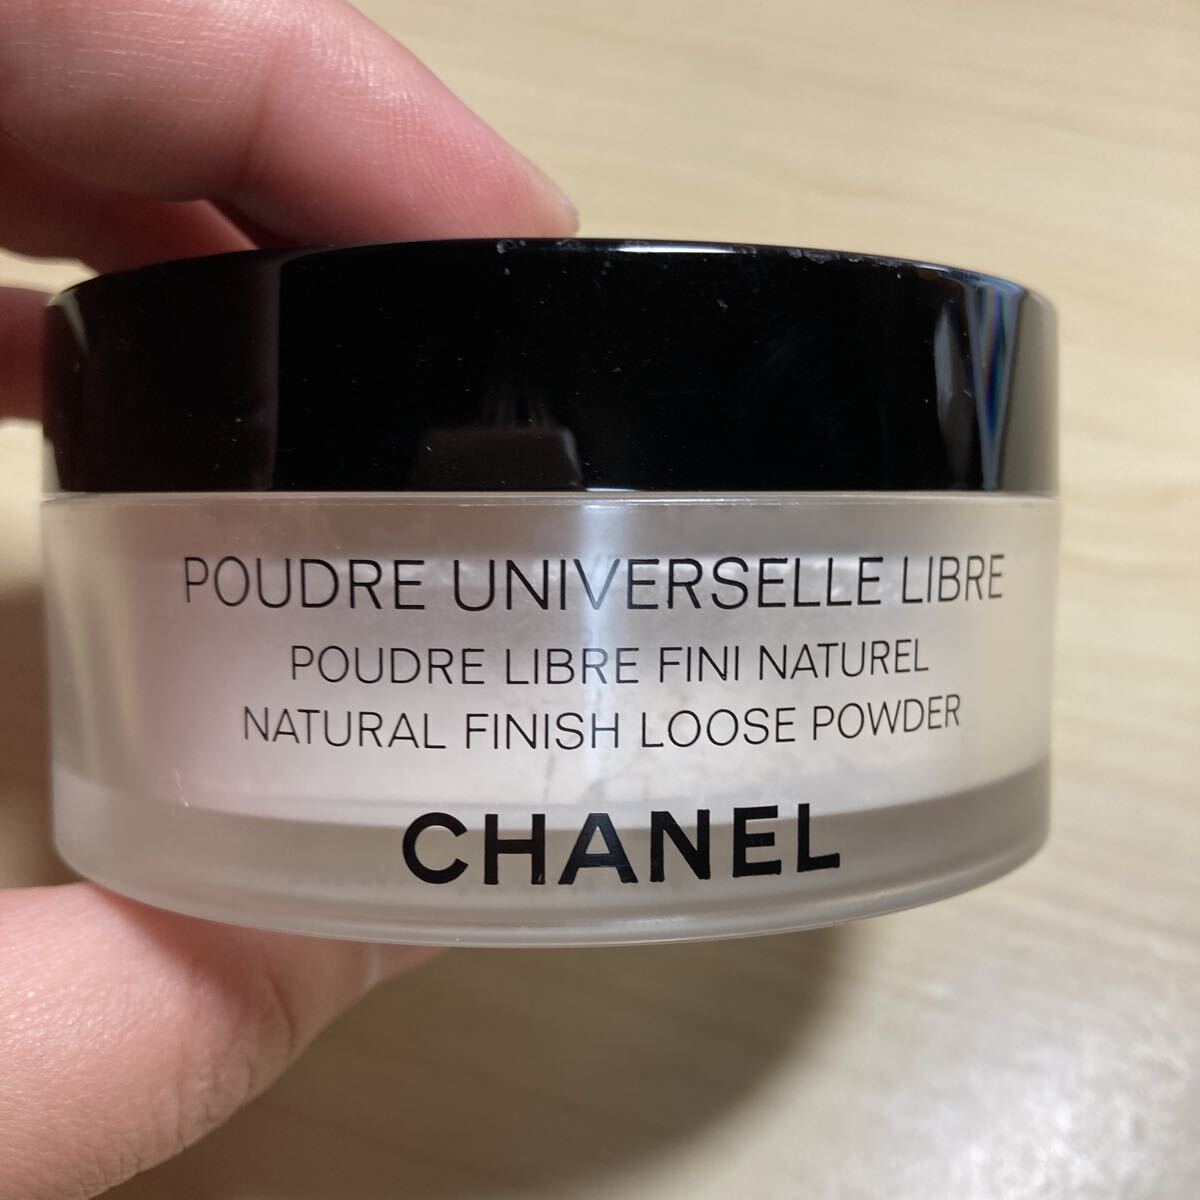 POUDRE UNIVERSELLE LIBRE
POUDRE LIBRE FINI NATUREL
NATURAL FINISH LOOSE POWDER
CHANEL